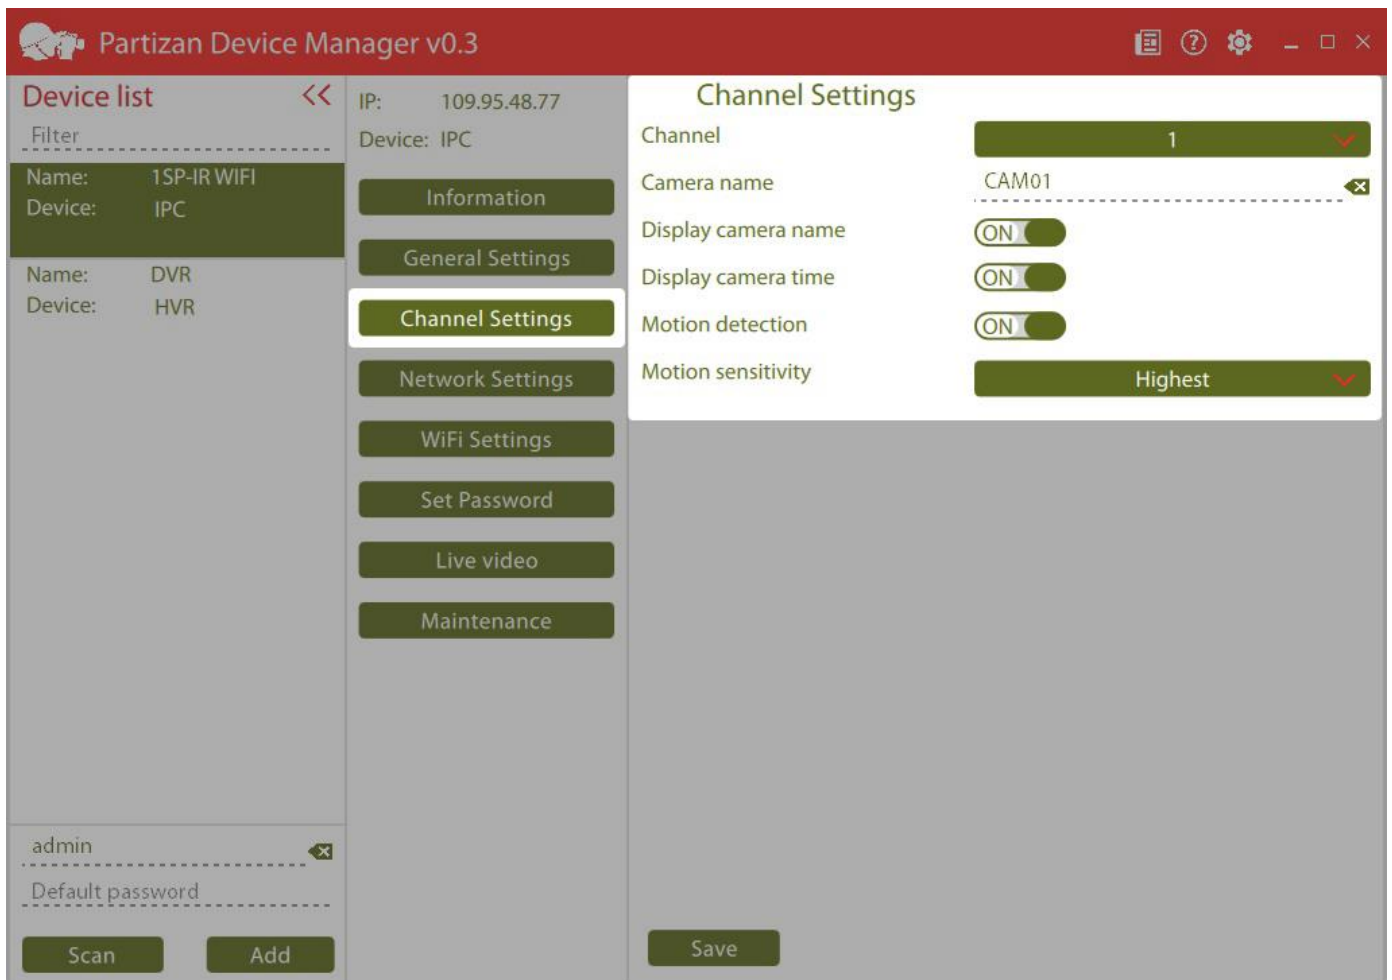 Partizan Device Manager v0.3
Device list
Filter
Name: 1SP-IR WIFI
Device: IPC
Name: DVR
Device: HVR
admin
Default password
Scan
Add
IP: 109.95.48.77
Device: IPC
Information
General Settings
Channel Settings
Network Settings
WiFi Settings
Set Password
Live video
Maintenance
Channel Settings
Channel 1
Camera name CAM01
Display camera name ON
Display camera time ON
Motion detection ON
Motion sensitivity Highest
Save